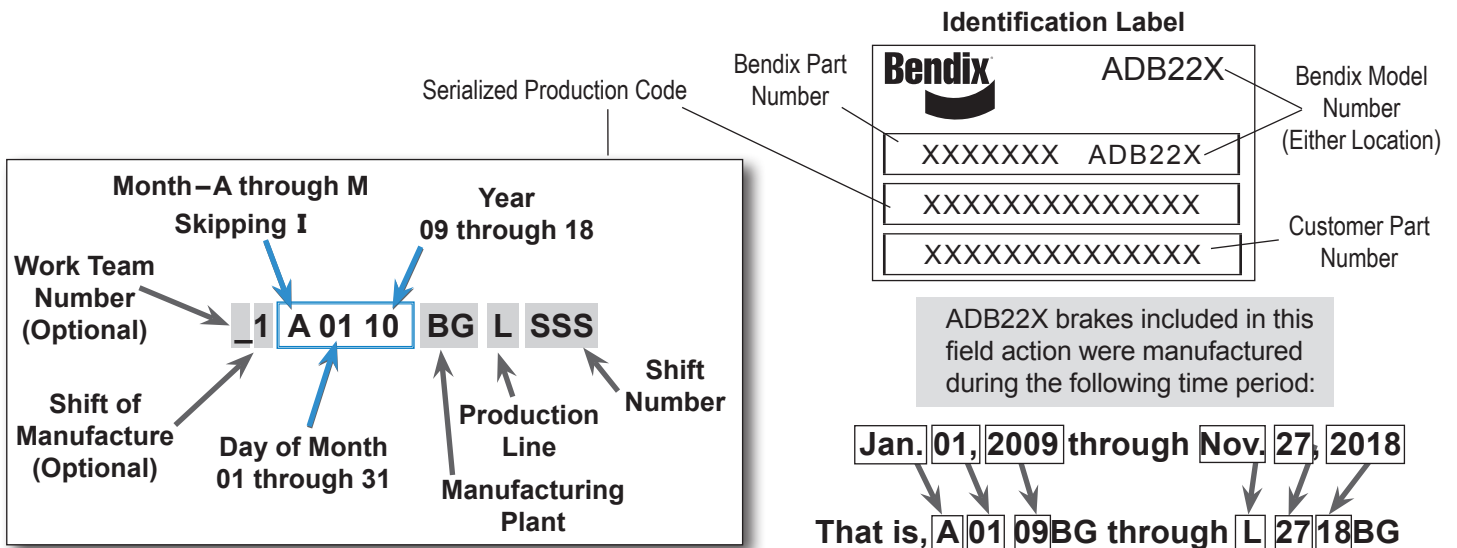 Identification Label
Bendix
ADB22X
Bendix Part
Number
Bendix Model
Number
(Either Location)
XXXXXXX ADB22X
XXXXXXXXXXXXXX
XXXXXXXXXXXXXX
Customer Part
Number
Serialized Production Code
Month–A through M
Skipping I
Year
09 through 18
Work Team
Number
(Optional)
_1 A 01 10 BG L SSS
Shift of
Manufacture
(Optional)
Day of Month
01 through 31
Manufacturing
Plant
Production
Line
Shift
Number
ADB22X brakes included in this
field action were manufactured
during the following time period:
Jan. 01, 2009 through Nov. 27, 2018
That is, A 01 09BG through L 27 18BG